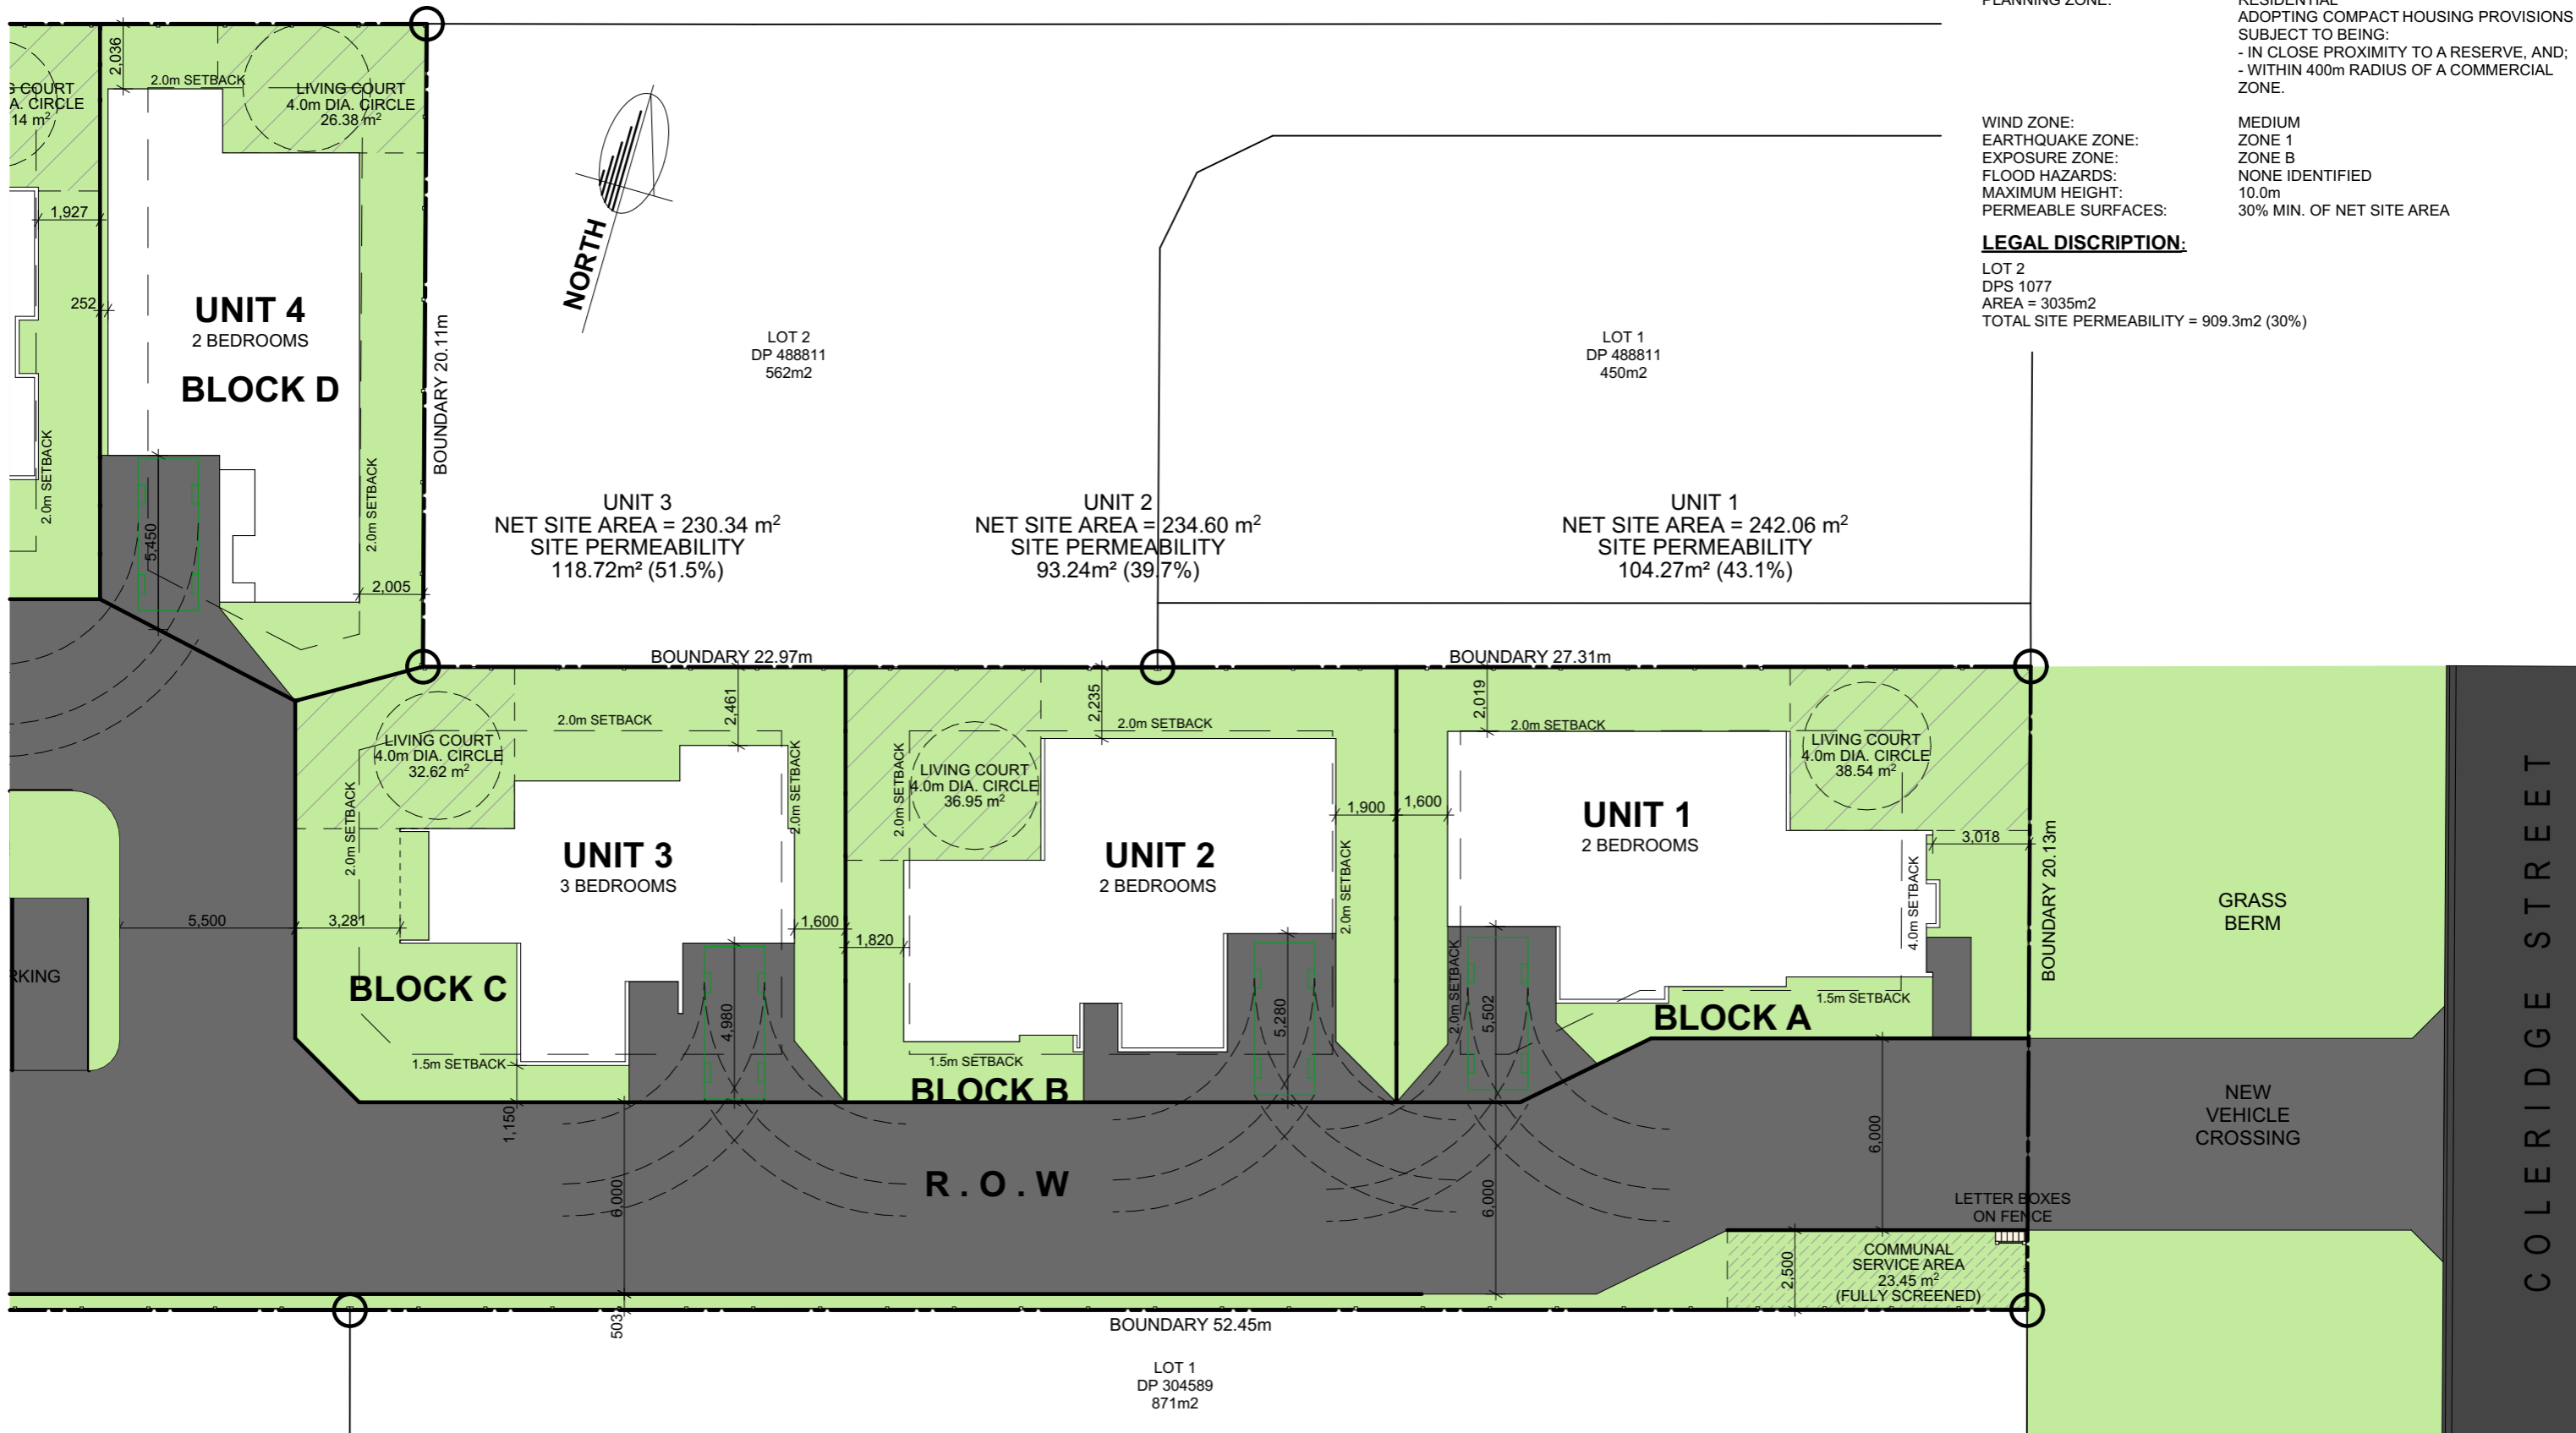 PLANNING ZONE: RESIDENTIAL
ADOPTING COMPACT HOUSING PROVISIONS
SUBJECT TO BEING:
- IN CLOSE PROXIMITY TO A RESERVE, AND;
- WITHIN 400m RADIUS OF A COMMERCIAL
ZONE.
WIND ZONE: MEDIUM
EARTHQUAKE ZONE: ZONE 1
EXPOSURE ZONE: ZONE B
FLOOD HAZARDS: NONE IDENTIFIED
MAXIMUM HEIGHT: 10.0m
PERMEABLE SURFACES: 30% MIN. OF NET SITE AREA
LEGAL DISCRIPTION:
LOT 2
DPS 1077
AREA = 3035m2
TOTAL SITE PERMEABILITY = 909.3m2 (30%)
2,036
2.0m SETBACK
COURT
CIRCLE
14 m²
LIVING COURT
4.0m DIA. CIRCLE
26.38 m²
1,927
252
UNIT 4
2 BEDROOMS
BLOCK D
BOUNDARY 20.11m
2.0m SETBACK
2.0m SETBACK
5,450
2,005
NORTH
LOT 2
DP 488811
562m2
LOT 1
DP 488811
450m2
UNIT 3
NET SITE AREA = 230.34 m²
SITE PERMEABILITY
118.72m² (51.5%)
UNIT 2
NET SITE AREA = 234.60 m²
SITE PERMEABILITY
93.24m² (39.7%)
UNIT 1
NET SITE AREA = 242.06 m²
SITE PERMEABILITY
104.27m² (43.1%)
BOUNDARY 22.97m
BOUNDARY 27.31m
2,461
2.0m SETBACK
LIVING COURT
4.0m DIA. CIRCLE
32.62 m²
2.0m SETBACK
2.0m SETBACK
UNIT 3
3 BEDROOMS
5,500
3,281
1,600
BLOCK C
4,980
1.5m SETBACK
1,150
2,235
2.0m SETBACK
2.0m SETBACK
LIVING COURT
4.0m DIA. CIRCLE
36.95 m²
UNIT 2
2 BEDROOMS
1,900
1,600
2.0m SETBACK
1,820
5,280
1.5m SETBACK
BLOCK B
2,019
2.0m SETBACK
LIVING COURT
4.0m DIA. CIRCLE
38.54 m²
UNIT 1
2 BEDROOMS
3,018
4.0m SETBACK
2.0m SETBACK
5,502
1.5m SETBACK
BLOCK A
BOUNDARY 20.13m
GRASS
BERM
NEW
VEHICLE
CROSSING
COLERIDGE STREET
R.O.W
6,000
6,000
6,000
LETTER BOXES
ON FENCE
COMMUNAL
SERVICE AREA
23.45 m²
(FULLY SCREENED)
2,500
503
BOUNDARY 52.45m
LOT 1
DP 304589
871m2